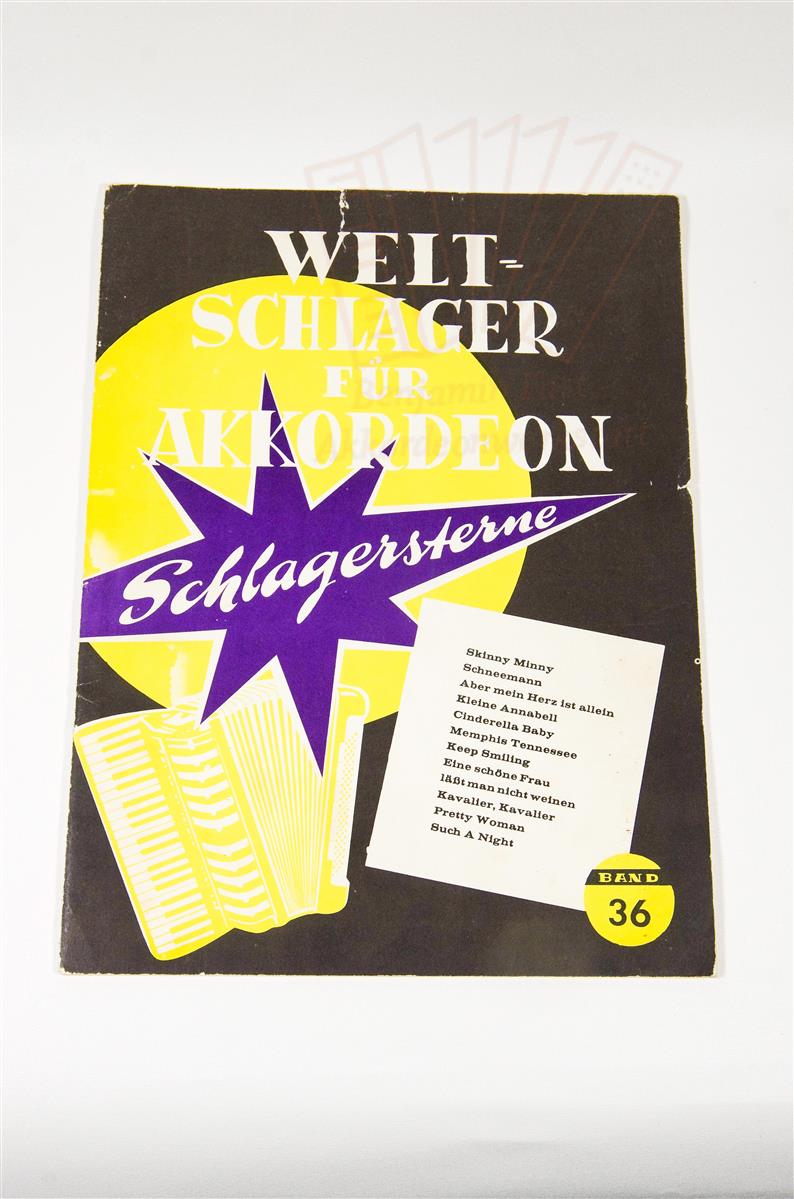 WELT-
SCHLAGER
FÜR
AKKORDEON
Schlagersterne
Skinny Minny
Schneemann
Aber mein Herz ist allein
Kleine Annabell
Cinderella Baby
Memphis Tennessee
Keep Smiling
Eine schöne Frau
läßt man nicht weinen
Kavalier, Kavalier
Pretty Woman
Such A Night
BAND
36
Benjamin